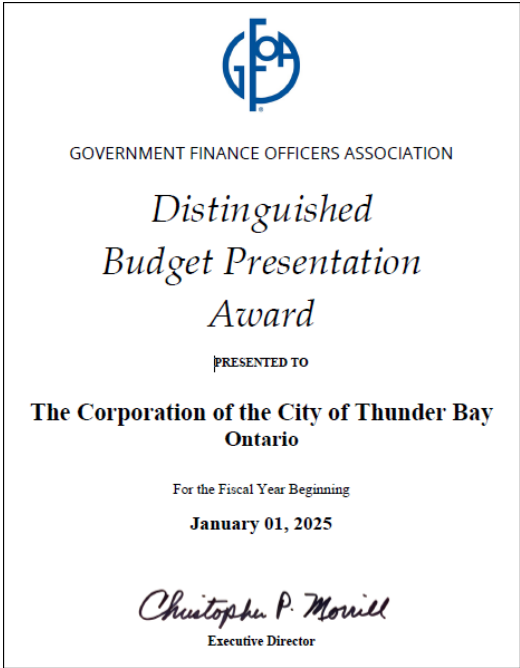 GFOA
GOVERNMENT FINANCE OFFICERS ASSOCIATION
Distinguished
Budget Presentation
Award
PRESENTED TO
The Corporation of the City of Thunder Bay
Ontario
For the Fiscal Year Beginning
January 01, 2025
Christopher P. Morrill
Executive Director